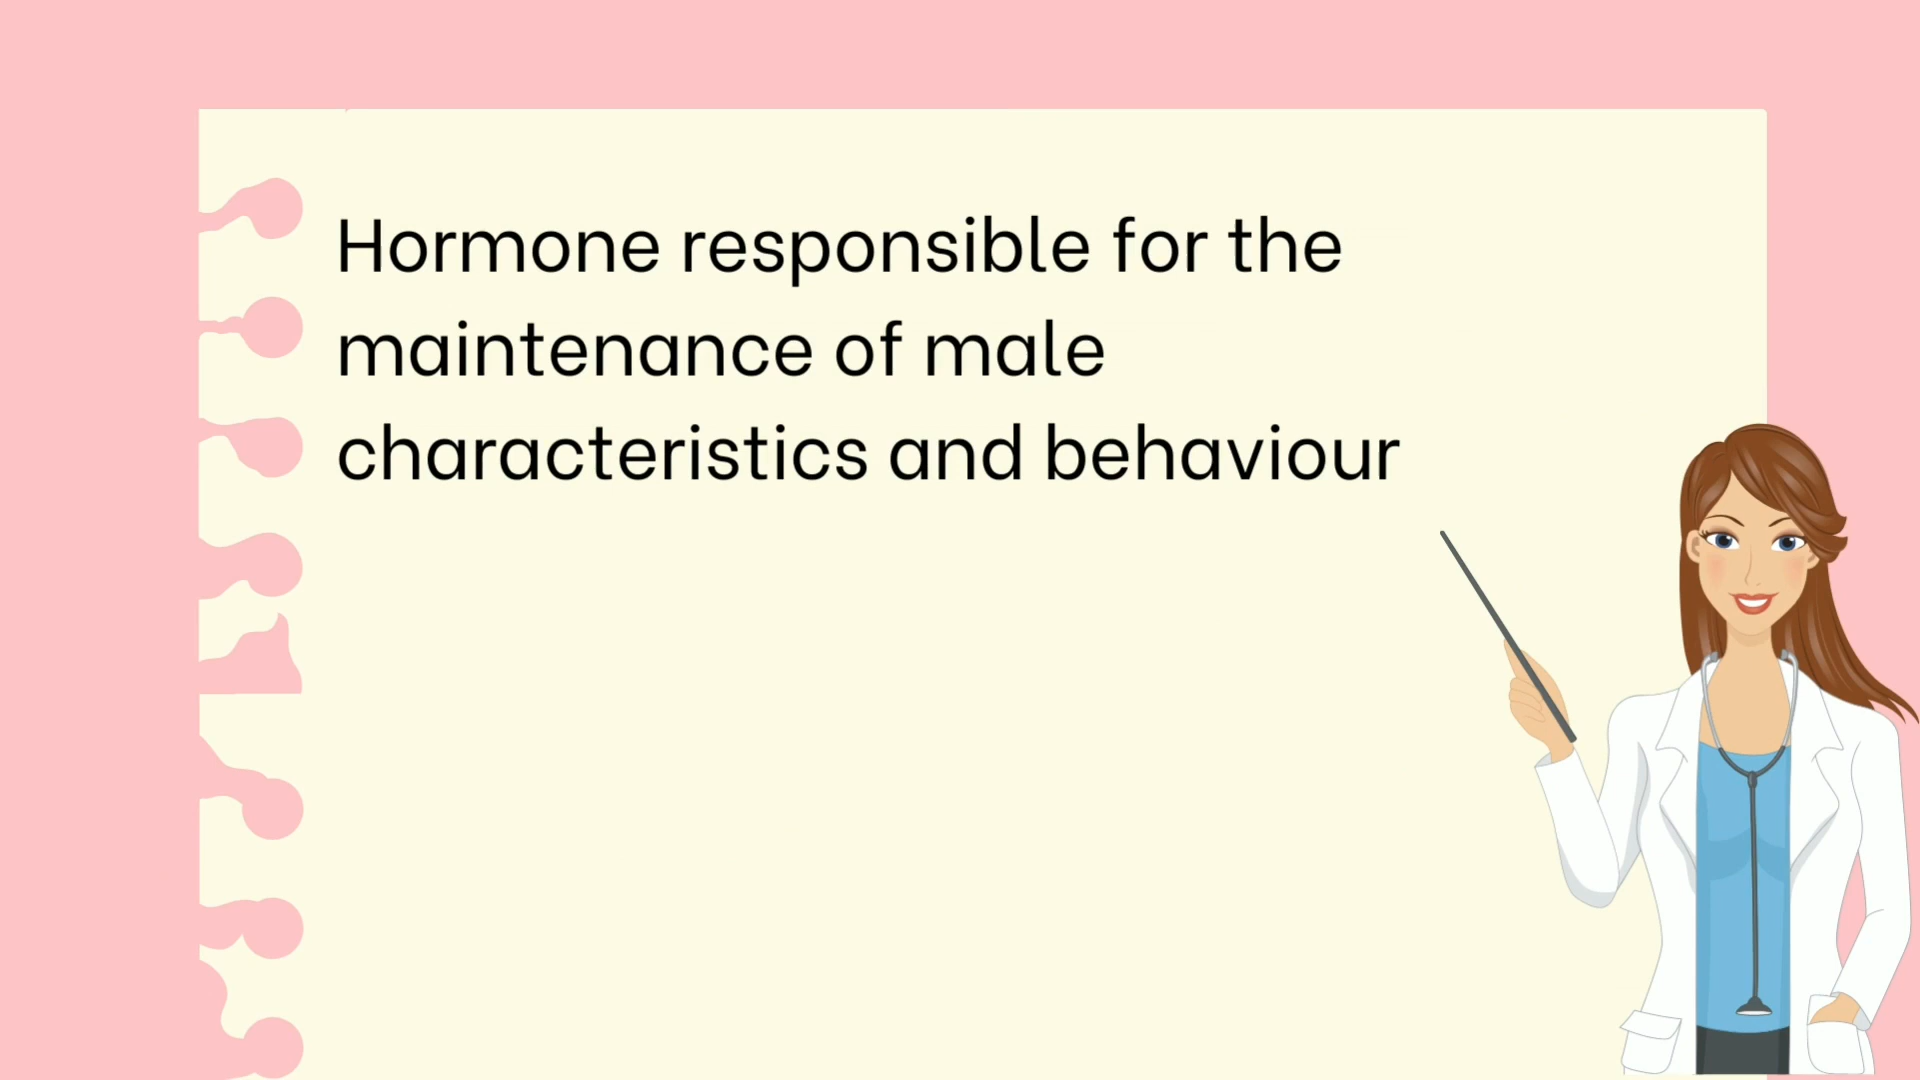 Hormone responsible for the
maintenance of male
characteristics and behaviour